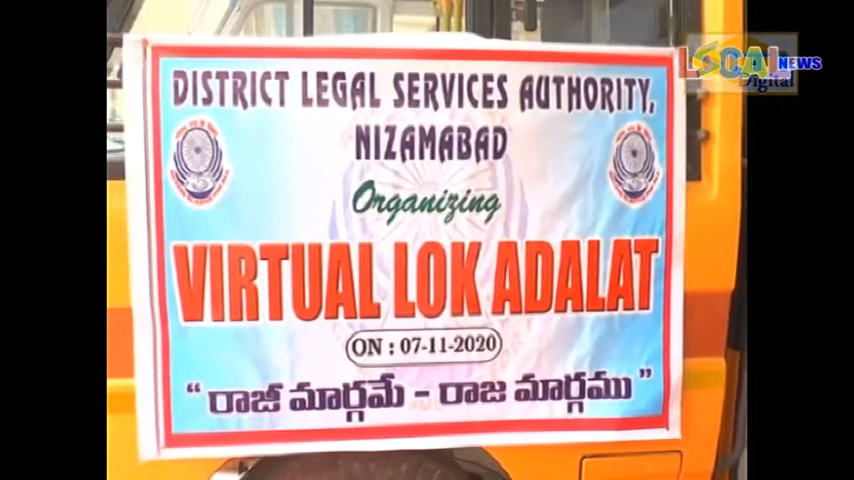 DISTRICT LEGAL SERVICES AUTHORITY,
NIZAMABAD
Organizing
VIRTUAL LOK ADALAT
ON : 07-11-2020
“ రాజీ మార్గమే - రాజ మార్గము ”
LOCAL NEWS
Digital